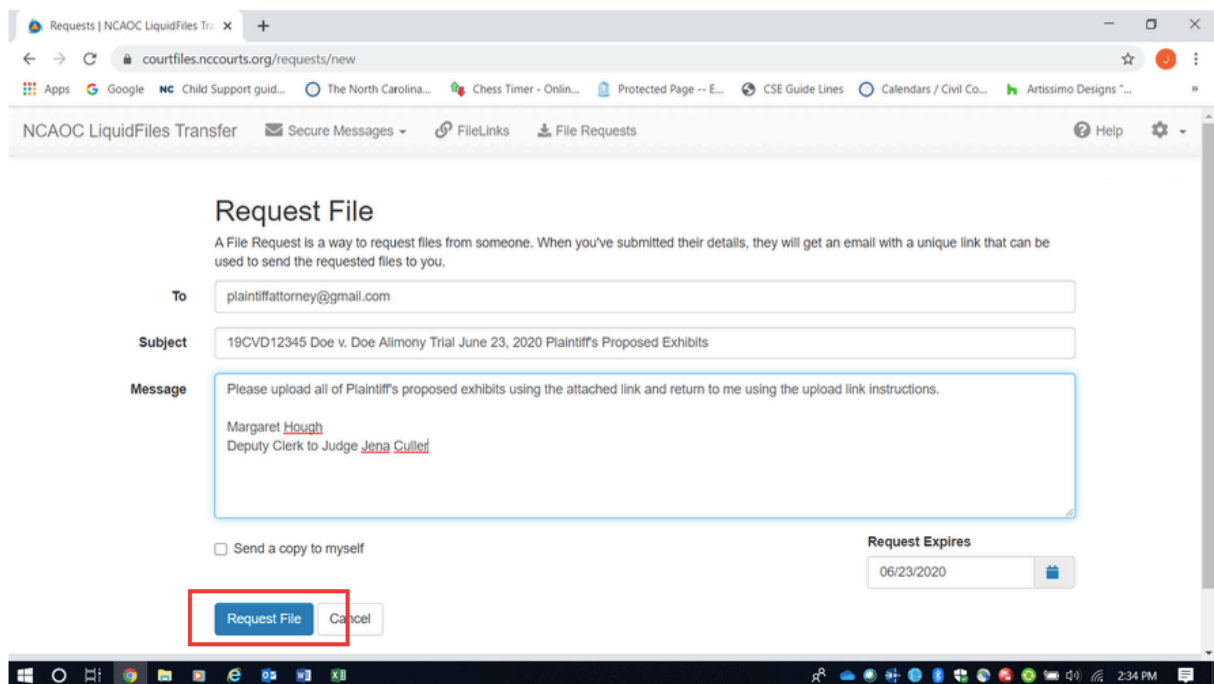 Requests | NCAOC LiquidFiles Tra
courtfiles.nccourts.org/requests/new
J
Apps Google NC Child Support guid... The North Carolina... Chess Timer - Onlin... Protected Page -- E... CSE Guide Lines Calendars / Civil Co... Artissimo Designs "... »
NCAOC LiquidFiles Transfer Secure Messages FileLinks File Requests Help
Request File
A File Request is a way to request files from someone. When you've submitted their details, they will get an email with a unique link that can be
used to send the requested files to you.
To plaintiffattorney@gmail.com
Subject 19CVD12345 Doe v. Doe Alimony Trial June 23, 2020 Plaintiff's Proposed Exhibits
Message Please upload all of Plaintiff's proposed exhibits using the attached link and return to me using the upload link instructions.
Margaret Hough
Deputy Clerk to Judge Jena Culler
Send a copy to myself
Request Expires
06/23/2020
Request File Cancel
2:34 PM